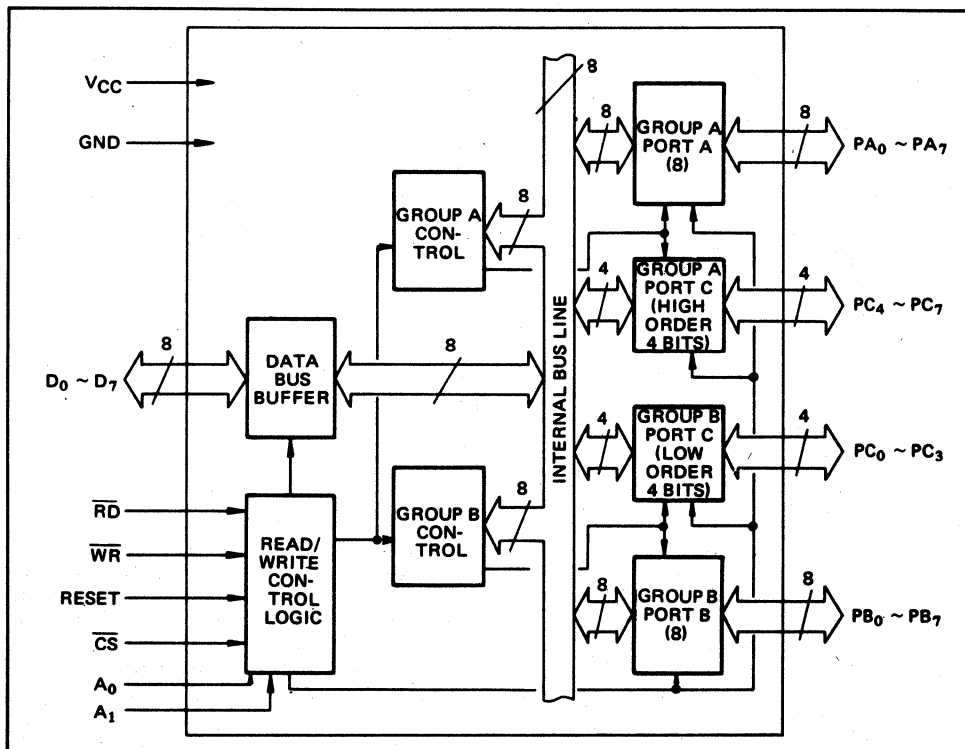 VCC
GND
8
8
GROUP A
PORT A
(8)
8
PA0 ~ PA7
GROUP A
CON-
TROL
8
4
GROUP A
PORT C
(HIGH
ORDER
4 BITS)
4
PC4 ~ PC7
D0 ~ D7
8
DATA
BUS
BUFFER
8
INTERNAL BUS LINE
4
GROUP B
PORT C
(LOW
ORDER
4 BITS)
4
PC0 ~ PC3
RD
WR
RESET
CS
A0
A1
READ/
WRITE
CON-
TROL
LOGIC
GROUP B
CON-
TROL
8
8
GROUP B
PORT B
(8)
8
PB0 ~ PB7